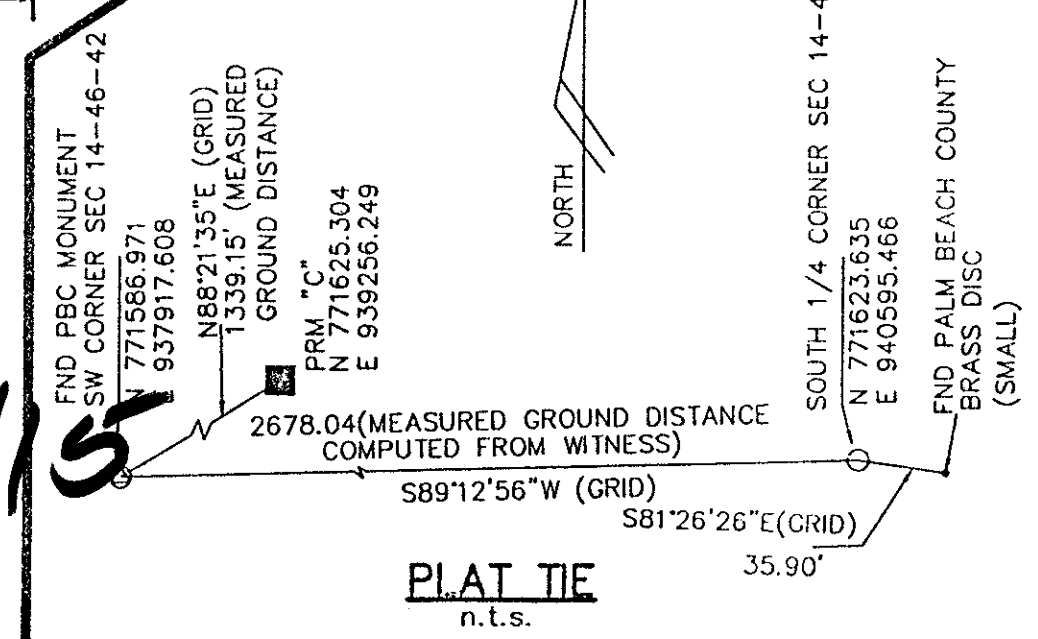 FND PBC MONUMENT
SW CORNER SEC 14-46-42
N 771586.971
E 937917.608
N88°21'35"E (GRID)
1339.15' (MEASURED
GROUND DISTANCE)
PRM "C"
N 771625.304
E 939256.249
NORTH
SOUTH 1/4 CORNER SEC 14-4
N 771623.635
E 940595.466
FND PALM BEACH COUNTY
BRASS DISC
(SMALL)
2678.04(MEASURED GROUND DISTANCE
COMPUTED FROM WITNESS)
S89°12'56"W (GRID)
S81°26'26"E(GRID)
35.90'
PLAT TIE
n.t.s.